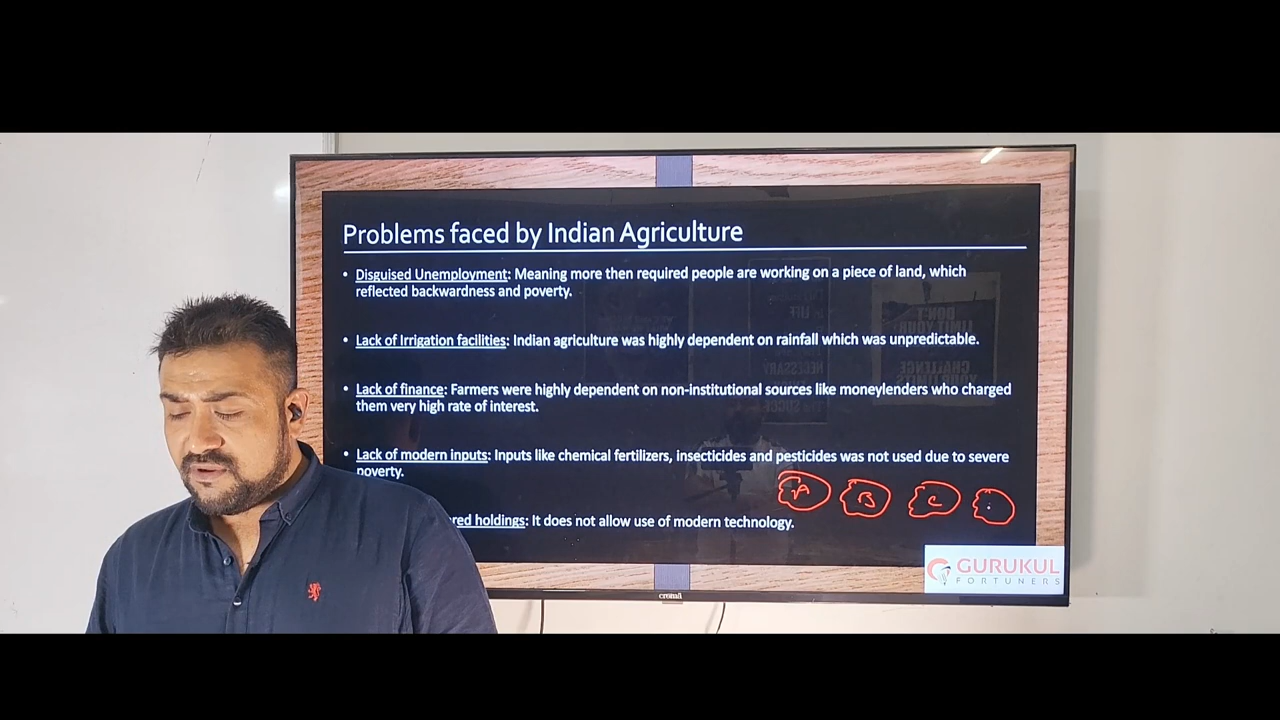 Problems faced by Indian Agriculture
• Disguised Unemployment: Meaning more then required people are working on a piece of land, which
reflected backwardness and poverty.
• Lack of Irrigation facilities: Indian agriculture was highly dependent on rainfall which was unpredictable.
• Lack of finance: Farmers were highly dependent on non-institutional sources like moneylenders who charged
them very high rate of interest.
• Lack of modern inputs: Inputs like chemical fertilizers, insecticides and pesticides was not used due to severe
poverty.
B C
red holdings: It does not allow use of modern technology.
GURUKUL
FORTUNERS
croma